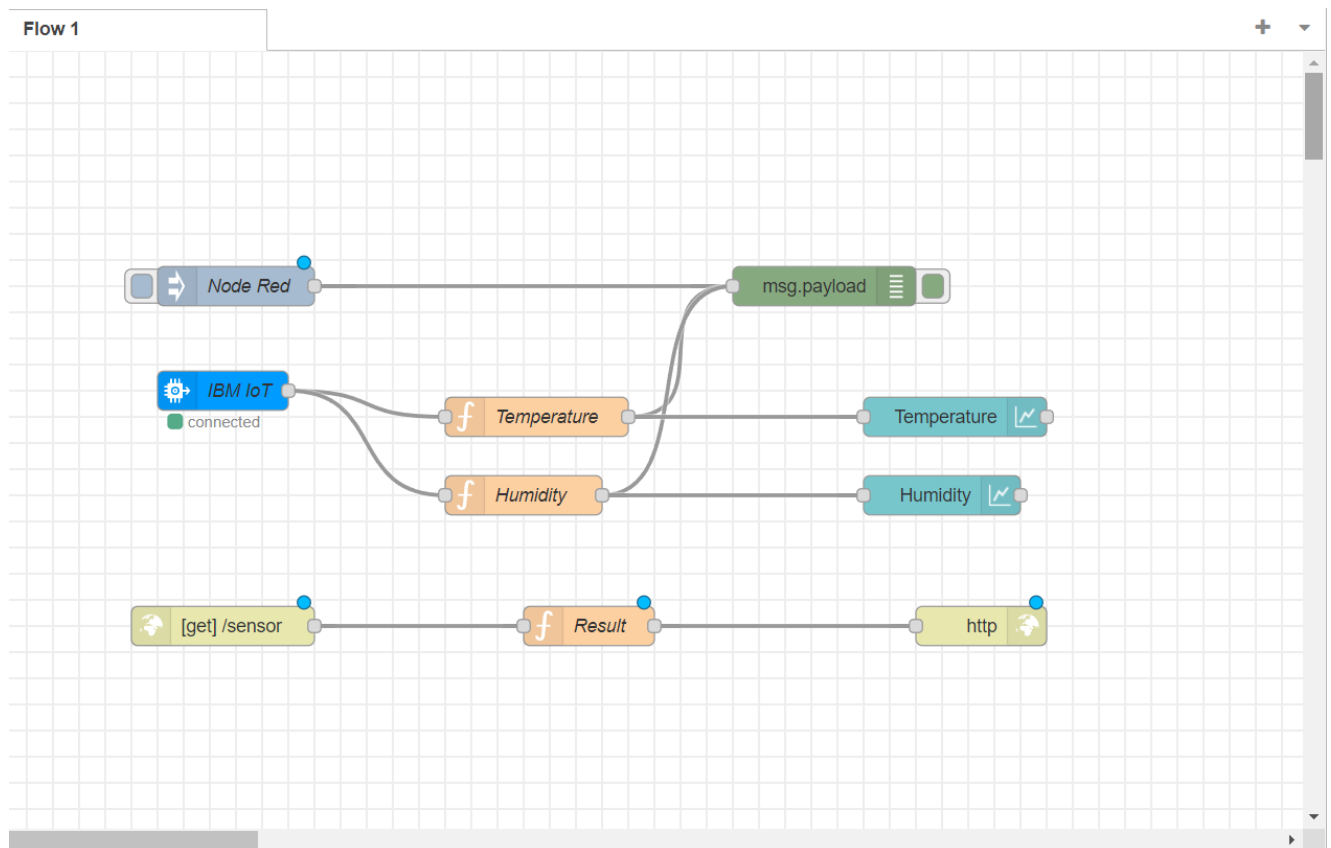 Flow 1
Node Red
msg.payload
IBM IoT
connected
Temperature
Temperature
Humidity
Humidity
[get] /sensor
Result
http